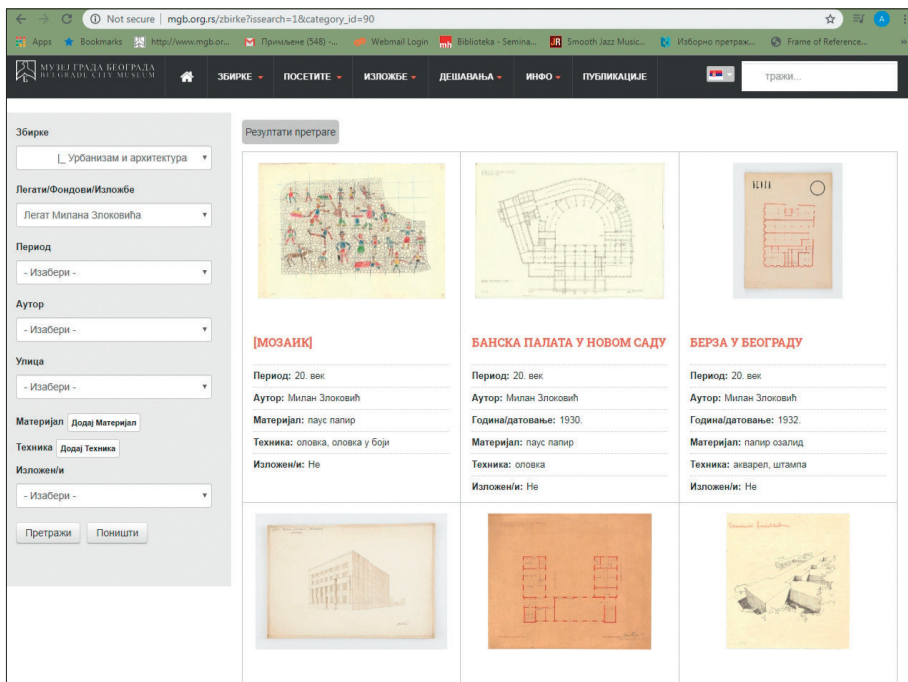 Not secure | mgb.org.rs/zbirke?issearch=1&category_id=90
Apps Bookmarks http://www.mgb.or... Примљене (548) -... Webmail Login Biblioteka - Semina... Smooth Jazz Music... Изборно претраж... Frame of Reference...
МУЗЕЈ ГРАДА БЕОГРАДА
BELGRADE CITY MUSEUM
ЗБИРКЕ ПОСЕТИТЕ ИЗЛОЖБЕ ДЕШАВАЊА ИНФО ПУБЛИКАЦИЈЕ тражи...
Збирке
|_ Урбанизам и архитектура
Легати/Фондови/Изложбе
Легат Милана Злоковића
Период
- Изабери -
Аутор
- Изабери -
Улица
- Изабери -
Материјал Додај Материјал
Техника Додај Техника
Изложен/и
- Изабери -
Претражи Поништи
Резултати претраге
[МОЗАИК]
Период: 20. век
Аутор: Милан Злоковић
Материјал: паус папир
Техника: оловка, оловка у боји
Изложен/и: Не
БАНСКА ПАЛАТА У НОВОМ САДУ
Период: 20. век
Аутор: Милан Злоковић
Година/датовање: 1930.
Материјал: паус папир
Техника: оловка
Изложен/и: Не
БЕРЗА У БЕОГРАДУ
Период: 20. век
Аутор: Милан Злоковић
Година/датовање: 1932.
Материјал: папир озалид
Техника: акварел, штампа
Изложен/и: Не